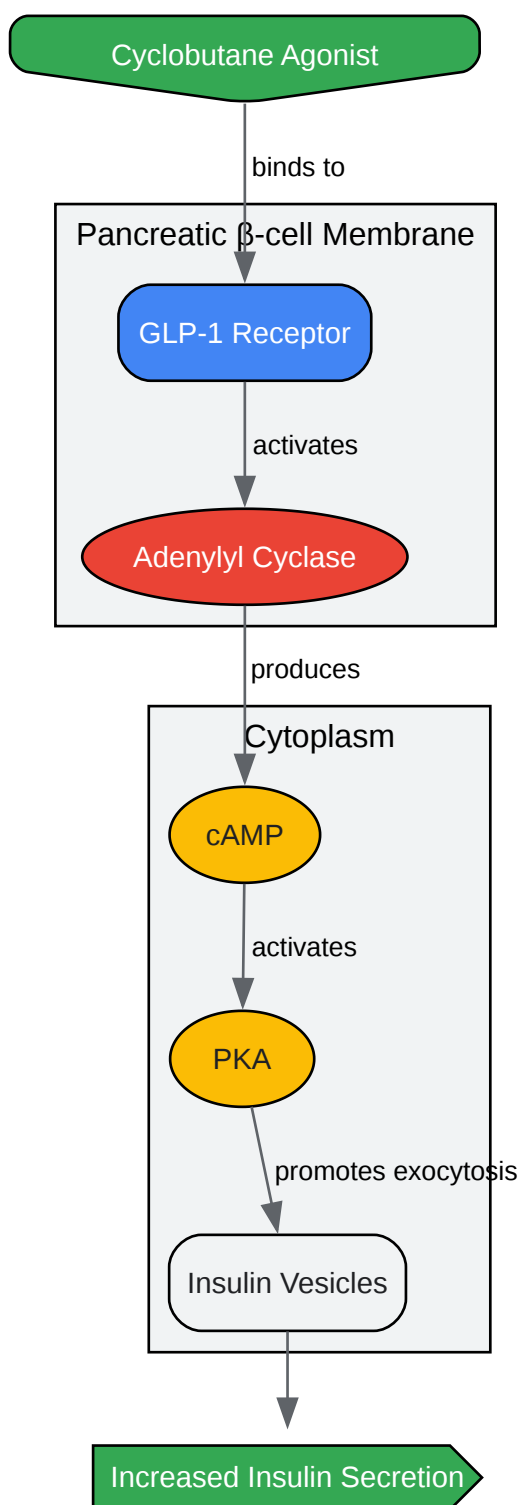 Cyclobutane Agonist
binds to
Pancreatic β-cell Membrane
GLP-1 Receptor
activates
Adenylyl Cyclase
produces
Cytoplasm
cAMP
activates
PKA
promotes exocytosis
Insulin Vesicles
Increased Insulin Secretion